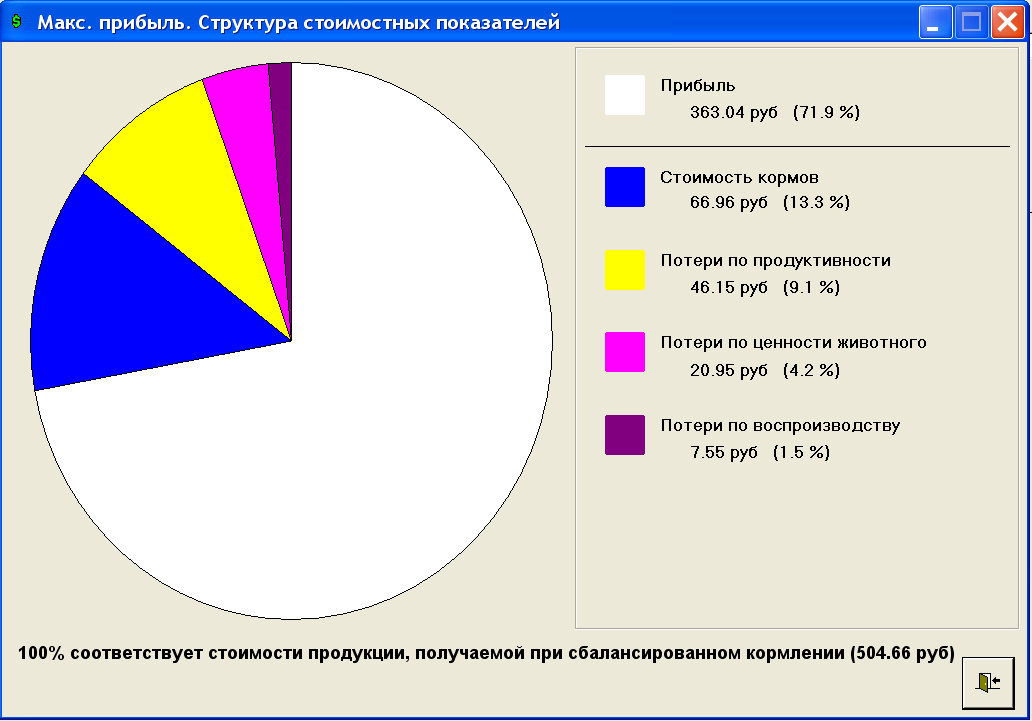 Макс. прибыль. Структура стоимостных показателей
Прибыль
363.04 руб (71.9 %)
Стоимость кормов
66.96 руб (13.3 %)
Потери по продуктивности
46.15 руб (9.1 %)
Потери по ценности животного
20.95 руб (4.2 %)
Потери по воспроизводству
7.55 руб (1.5 %)
100% соответствует стоимости продукции, получаемой при сбалансированном кормлении (504.66 руб)